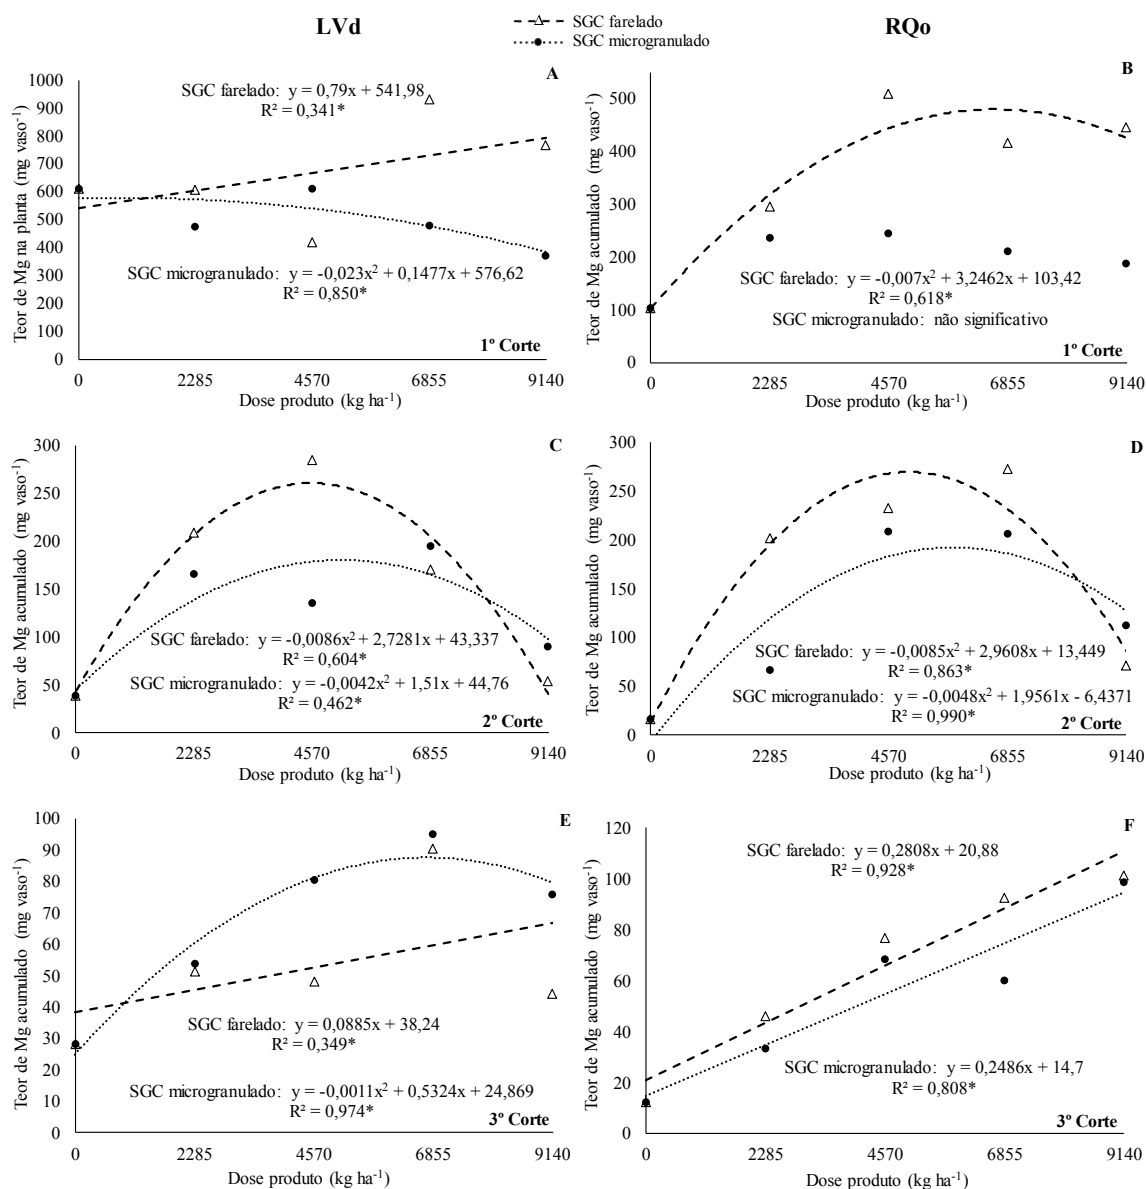 LVd
SGC farelado
SGC microgranulado
RQo
A
SGC farelado: y = 0,79x + 541,98
R² = 0,341*
SGC microgranulado: y = -0,023x² + 0,1477x + 576,62
R² = 0,850*
1º Corte
Teor de Mg na planta (mg vaso⁻¹)
1000
900
800
700
600
500
400
300
200
100
0
0 2285 4570 6855 9140
Dose produto (kg ha⁻¹)
B
SGC farelado: y = -0,007x² + 3,2462x + 103,42
R² = 0,618*
SGC microgranulado: não significativo
1º Corte
Teor de Mg acumulado (mg vaso⁻¹)
500
400
300
200
100
0
0 2285 4570 6855 9140
Dose produto (kg ha⁻¹)
C
SGC farelado: y = -0,0086x² + 2,7281x + 43,337
R² = 0,604*
SGC microgranulado: y = -0,0042x² + 1,51x + 44,76
R² = 0,462*
2º Corte
Teor de Mg acumulado (mg vaso⁻¹)
300
250
200
150
100
50
0
0 2285 4570 6855 9140
Dose produto (kg ha⁻¹)
D
SGC farelado: y = -0,0085x² + 2,9608x + 13,449
R² = 0,863*
SGC microgranulado: y = -0,0048x² + 1,9561x - 6,4371
R² = 0,990*
2º Corte
Teor de Mg acumulado (mg vaso⁻¹)
300
250
200
150
100
50
0
0 2285 4570 6855 9140
Dose produto (kg ha⁻¹)
E
SGC farelado: y = 0,0885x + 38,24
R² = 0,349*
SGC microgranulado: y = -0,0011x² + 0,5324x + 24,869
R² = 0,974*
3º Corte
Teor de Mg acumulado (mg vaso⁻¹)
100
90
80
70
60
50
40
30
20
10
0
0 2285 4570 6855 9140
Dose produto (kg ha⁻¹)
F
SGC farelado: y = 0,2808x + 20,88
R² = 0,928*
SGC microgranulado: y = 0,2486x + 14,7
R² = 0,808*
3º Corte
Teor de Mg acumulado (mg vaso⁻¹)
120
100
80
60
40
20
0
0 2285 4570 6855 9140
Dose produto (kg ha⁻¹)